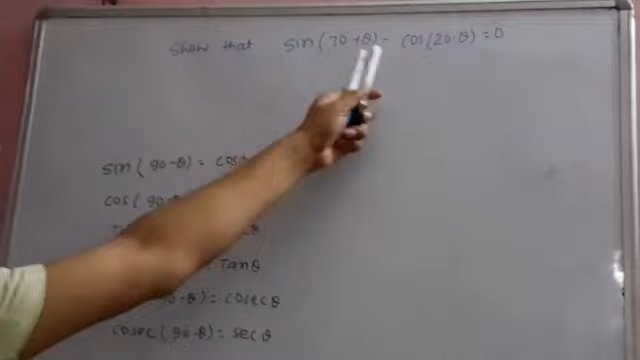 Show that sin(70+θ) - cos(20-θ) = 0
sin(90-θ) = cos
cos(90-θ
Tanθ
-θ) = cosecθ
cosec(90-θ) = secθ